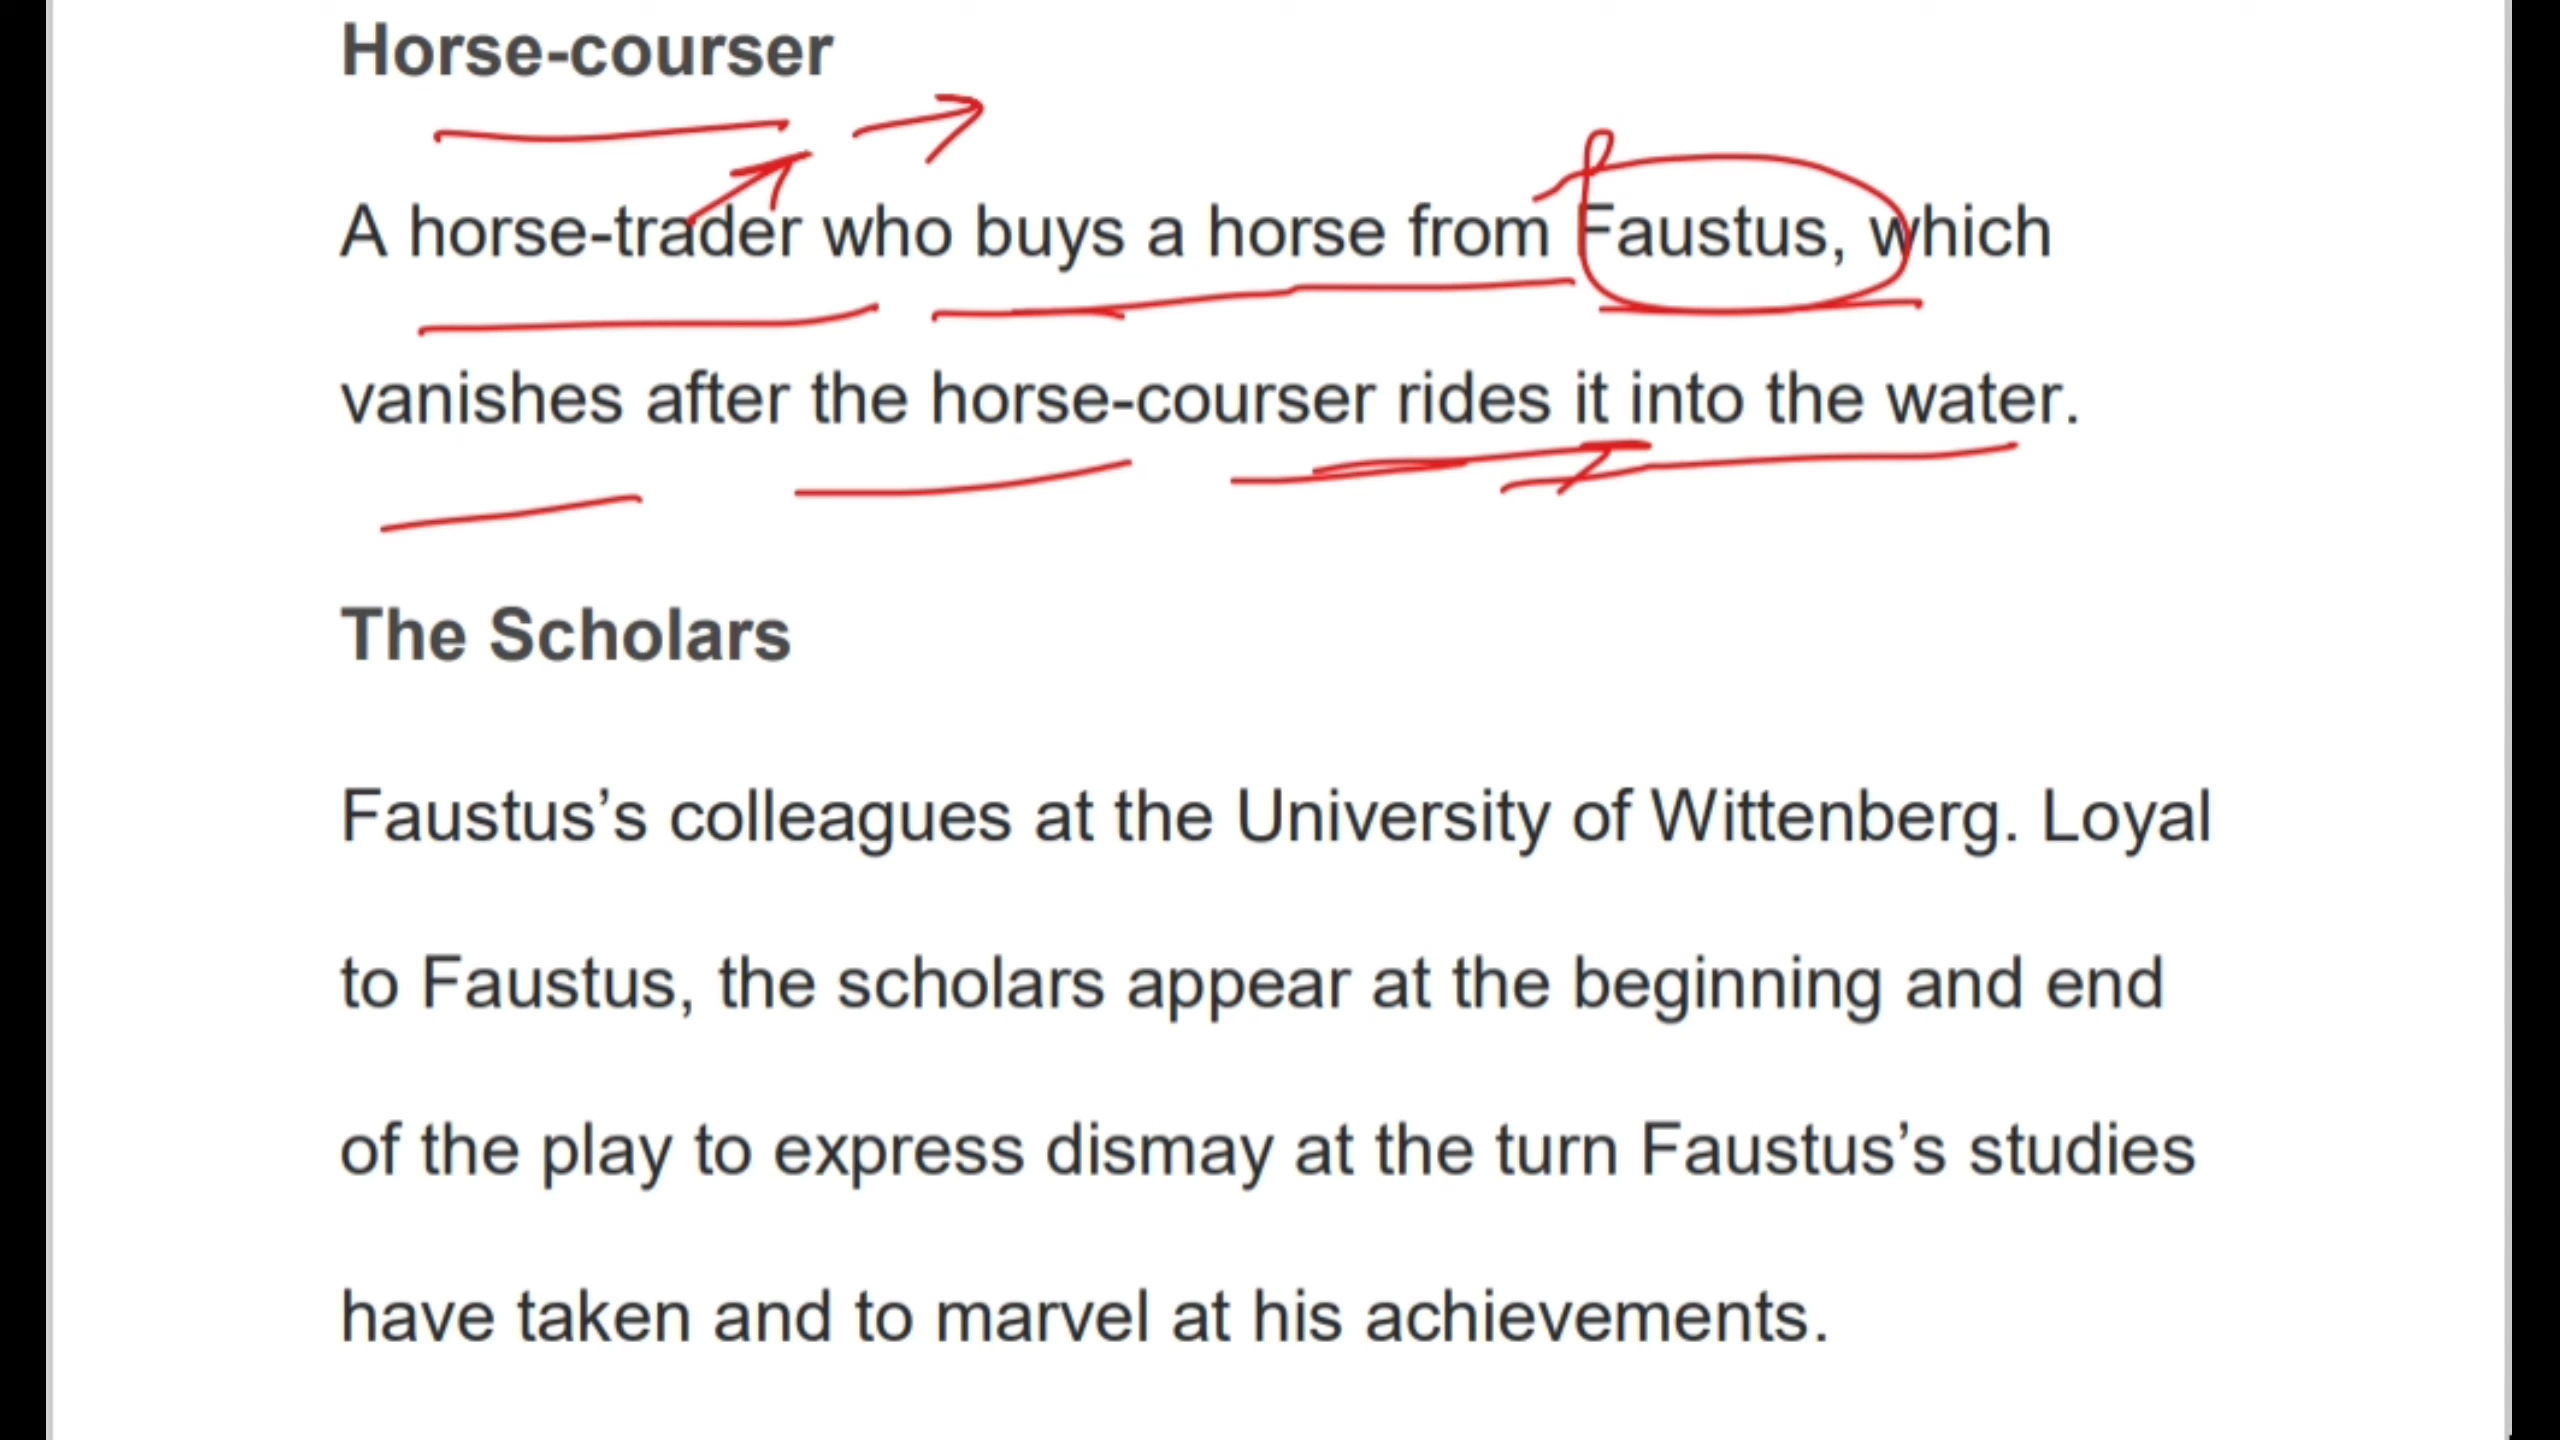 Horse-courser
A horse-trader who buys a horse from Faustus, which
vanishes after the horse-courser rides it into the water.
The Scholars
Faustus’s colleagues at the University of Wittenberg. Loyal
to Faustus, the scholars appear at the beginning and end
of the play to express dismay at the turn Faustus’s studies
have taken and to marvel at his achievements.